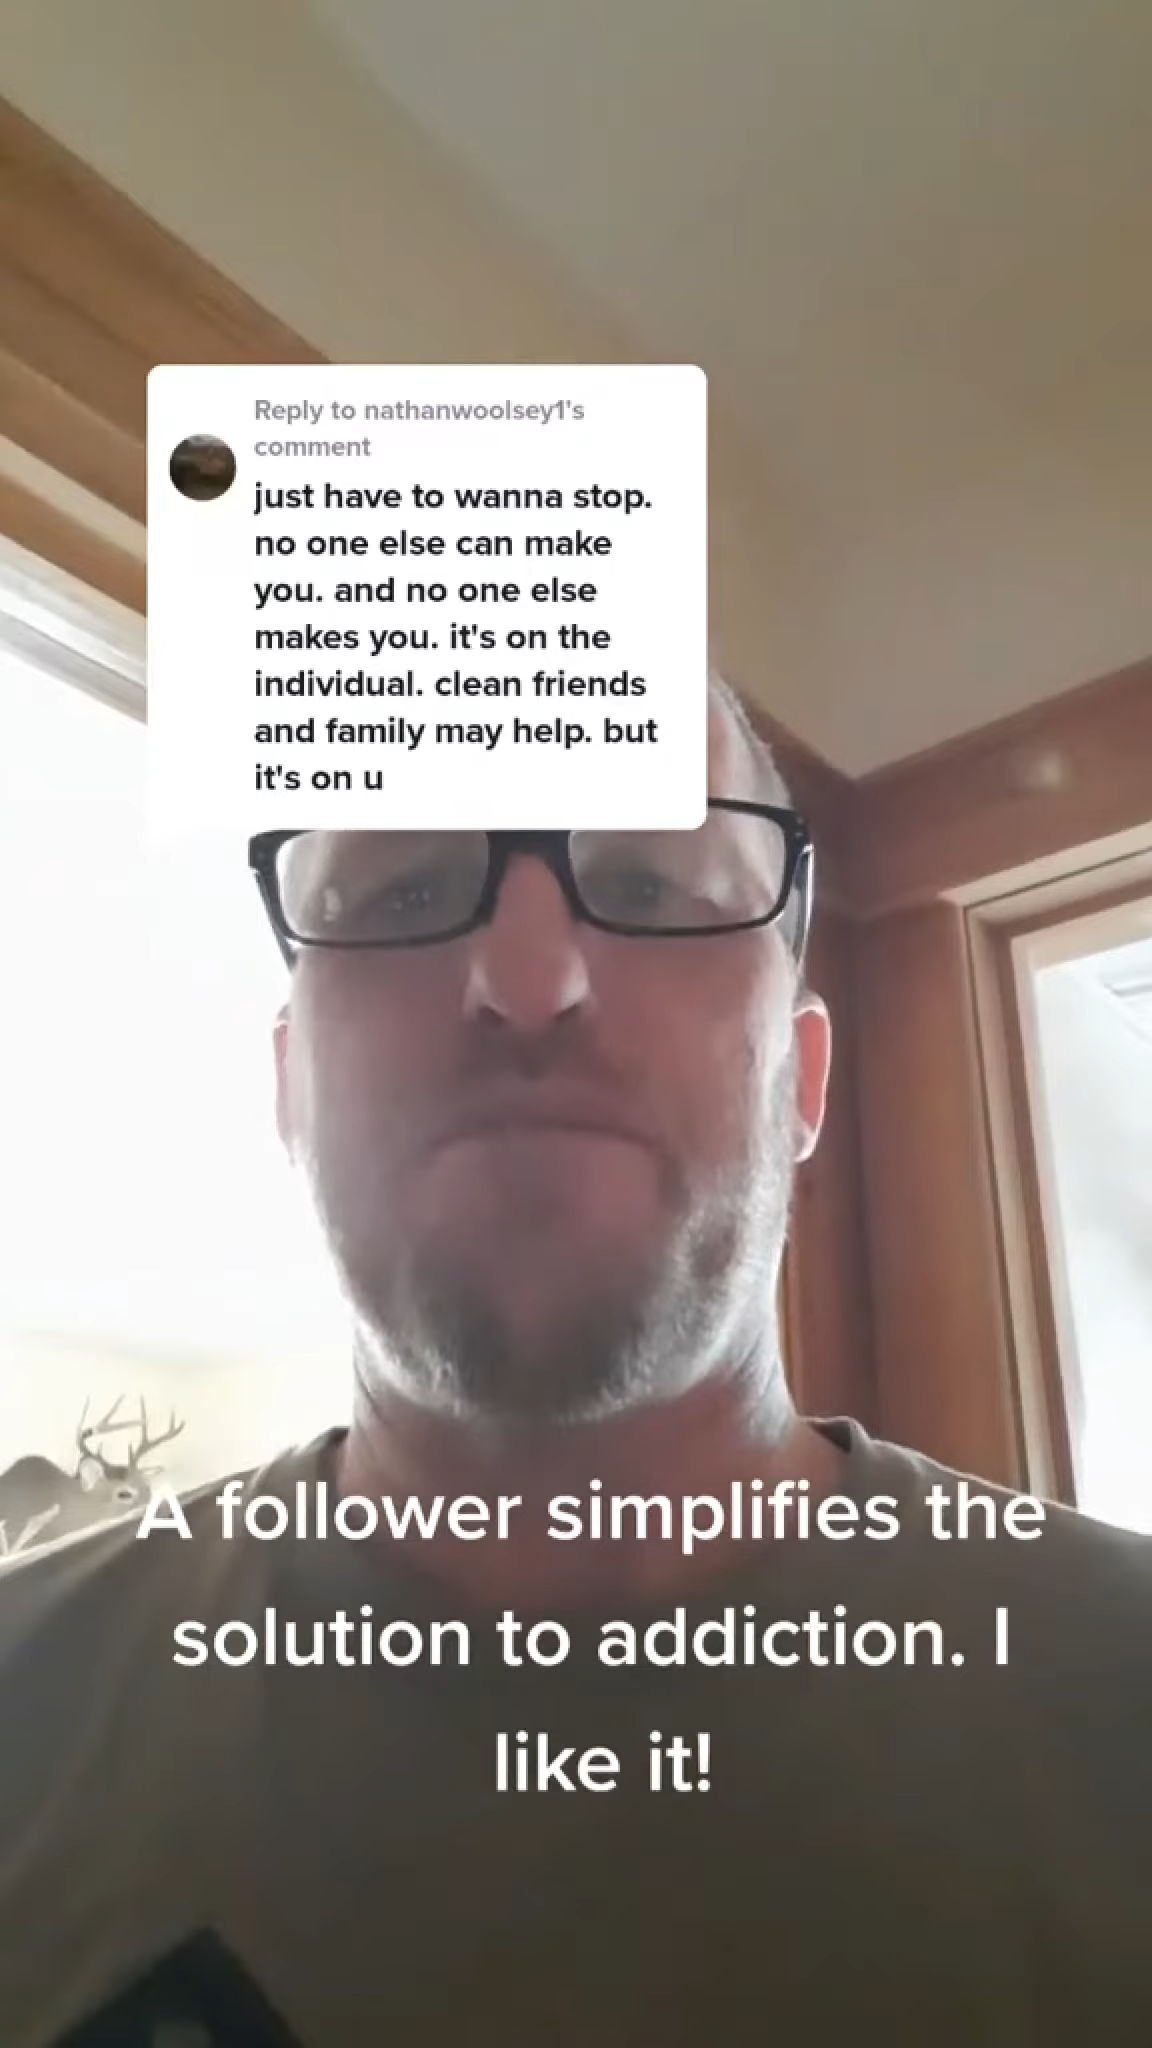 Reply to nathanwoolsey1's
comment
just have to wanna stop.
no one else can make
you. and no one else
makes you. it's on the
individual. clean friends
and family may help. but
it's on u
A follower simplifies the
solution to addiction. I
like it!